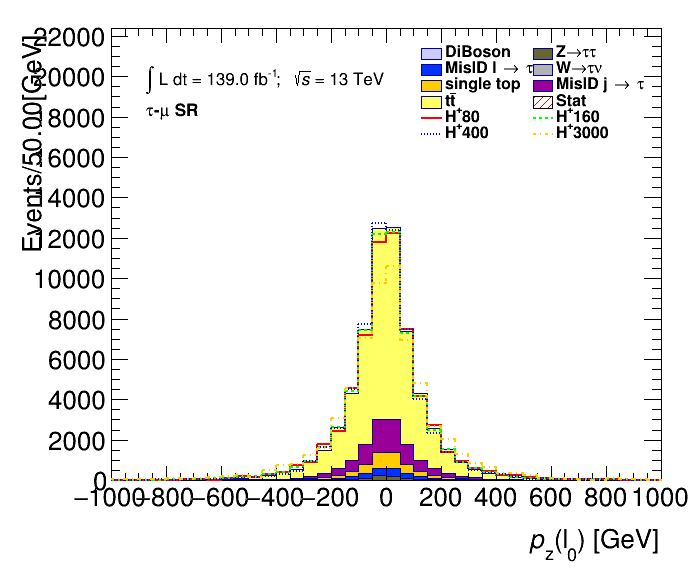 Events/50.00[GeV]
22000
20000
18000
16000
14000
12000
10000
8000
6000
4000
2000
0
∫ L dt = 139.0 fb⁻¹; √s = 13 TeV
τ-μ SR
DiBoson
Z→ττ
MisID l → τ
W→τν
single top
MisID j → τ
tt̄
Stat
H⁺80
H⁺160
H⁺400
H⁺3000
−1000 −800 −600 −400 −200 0 200 400 600 800 1000
p_z(l_0) [GeV]